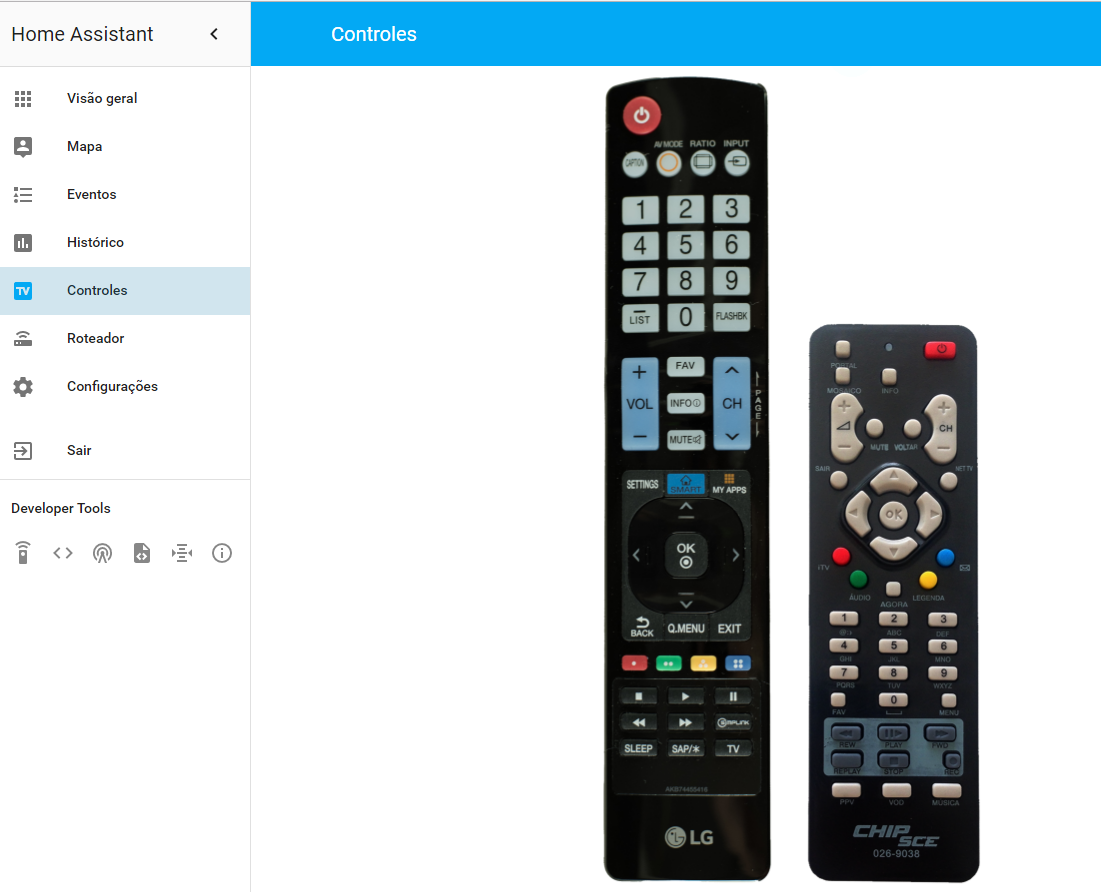 Home Assistant
Controles
Visão geral
Mapa
Eventos
Histórico
Controles
Roteador
Configurações
Sair
Developer Tools
AV MODE RATIO INPUT
CAPTION
1 2 3
4 5 6
7 8 9
LIST 0 FLASHBK
+ FAV
VOL INFO CH
PAGE
− MUTE
SETTINGS SMART MY APPS
OK
BACK Q.MENU EXIT
SIMPLINK
SLEEP SAP/* TV
AKB74455416
LG
PORTAL
MOSAICO INFO
+ +
CH
− −
MUTE VOLTAR
SAIR NET TV
OK
iTV
ÁUDIO LEGENDA
AGORA
1 2 3
ABC DEF
4 5 6
GHI JKL MNO
7 8 9
PQRS TUV WXYZ
0
FAV MENU
REW PLAY FWD
REPLAY STOP REC
PPV VOD MÚSICA
CHIP
SCE
026-9038
TV